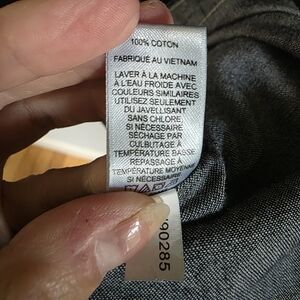 100% COTON
FABRIQUÉ AU VIETNAM
LAVER À LA MACHINE
À L'EAU FROIDE AVEC
COULEURS SIMILAIRES
UTILISEZ SEULEMENT
DU JAVELLISANT
SANS CHLORE
SI NÉCESSAIRE
SÉCHAGE PAR
CULBUTAGE À
TEMPÉRATURE BASSE
REPASSAGE À
TEMPÉRATURE MOYENNE
SI NÉCESSAIRE
90285